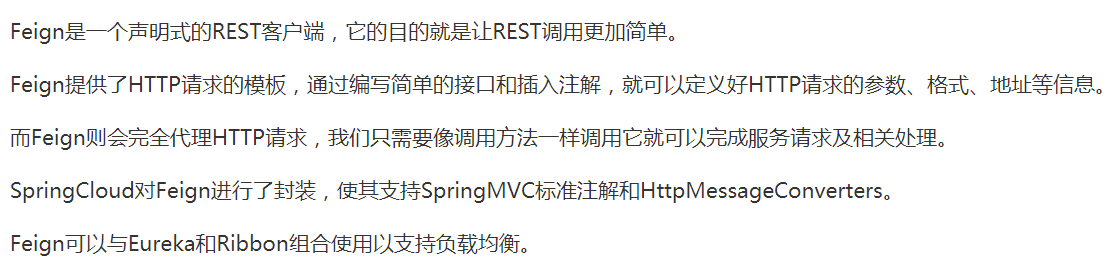 Feign是一个声明式的REST客户端，它的目的就是让REST调用更加简单。
Feign提供了HTTP请求的模板，通过编写简单的接口和插入注解，就可以定义好HTTP请求的参数、格式、地址等信息。
而Feign则会完全代理HTTP请求，我们只需要像调用方法一样调用它就可以完成服务请求及相关处理。
SpringCloud对Feign进行了封装，使其支持SpringMVC标准注解和HttpMessageConverters。
Feign可以与Eureka和Ribbon组合使用以支持负载均衡。